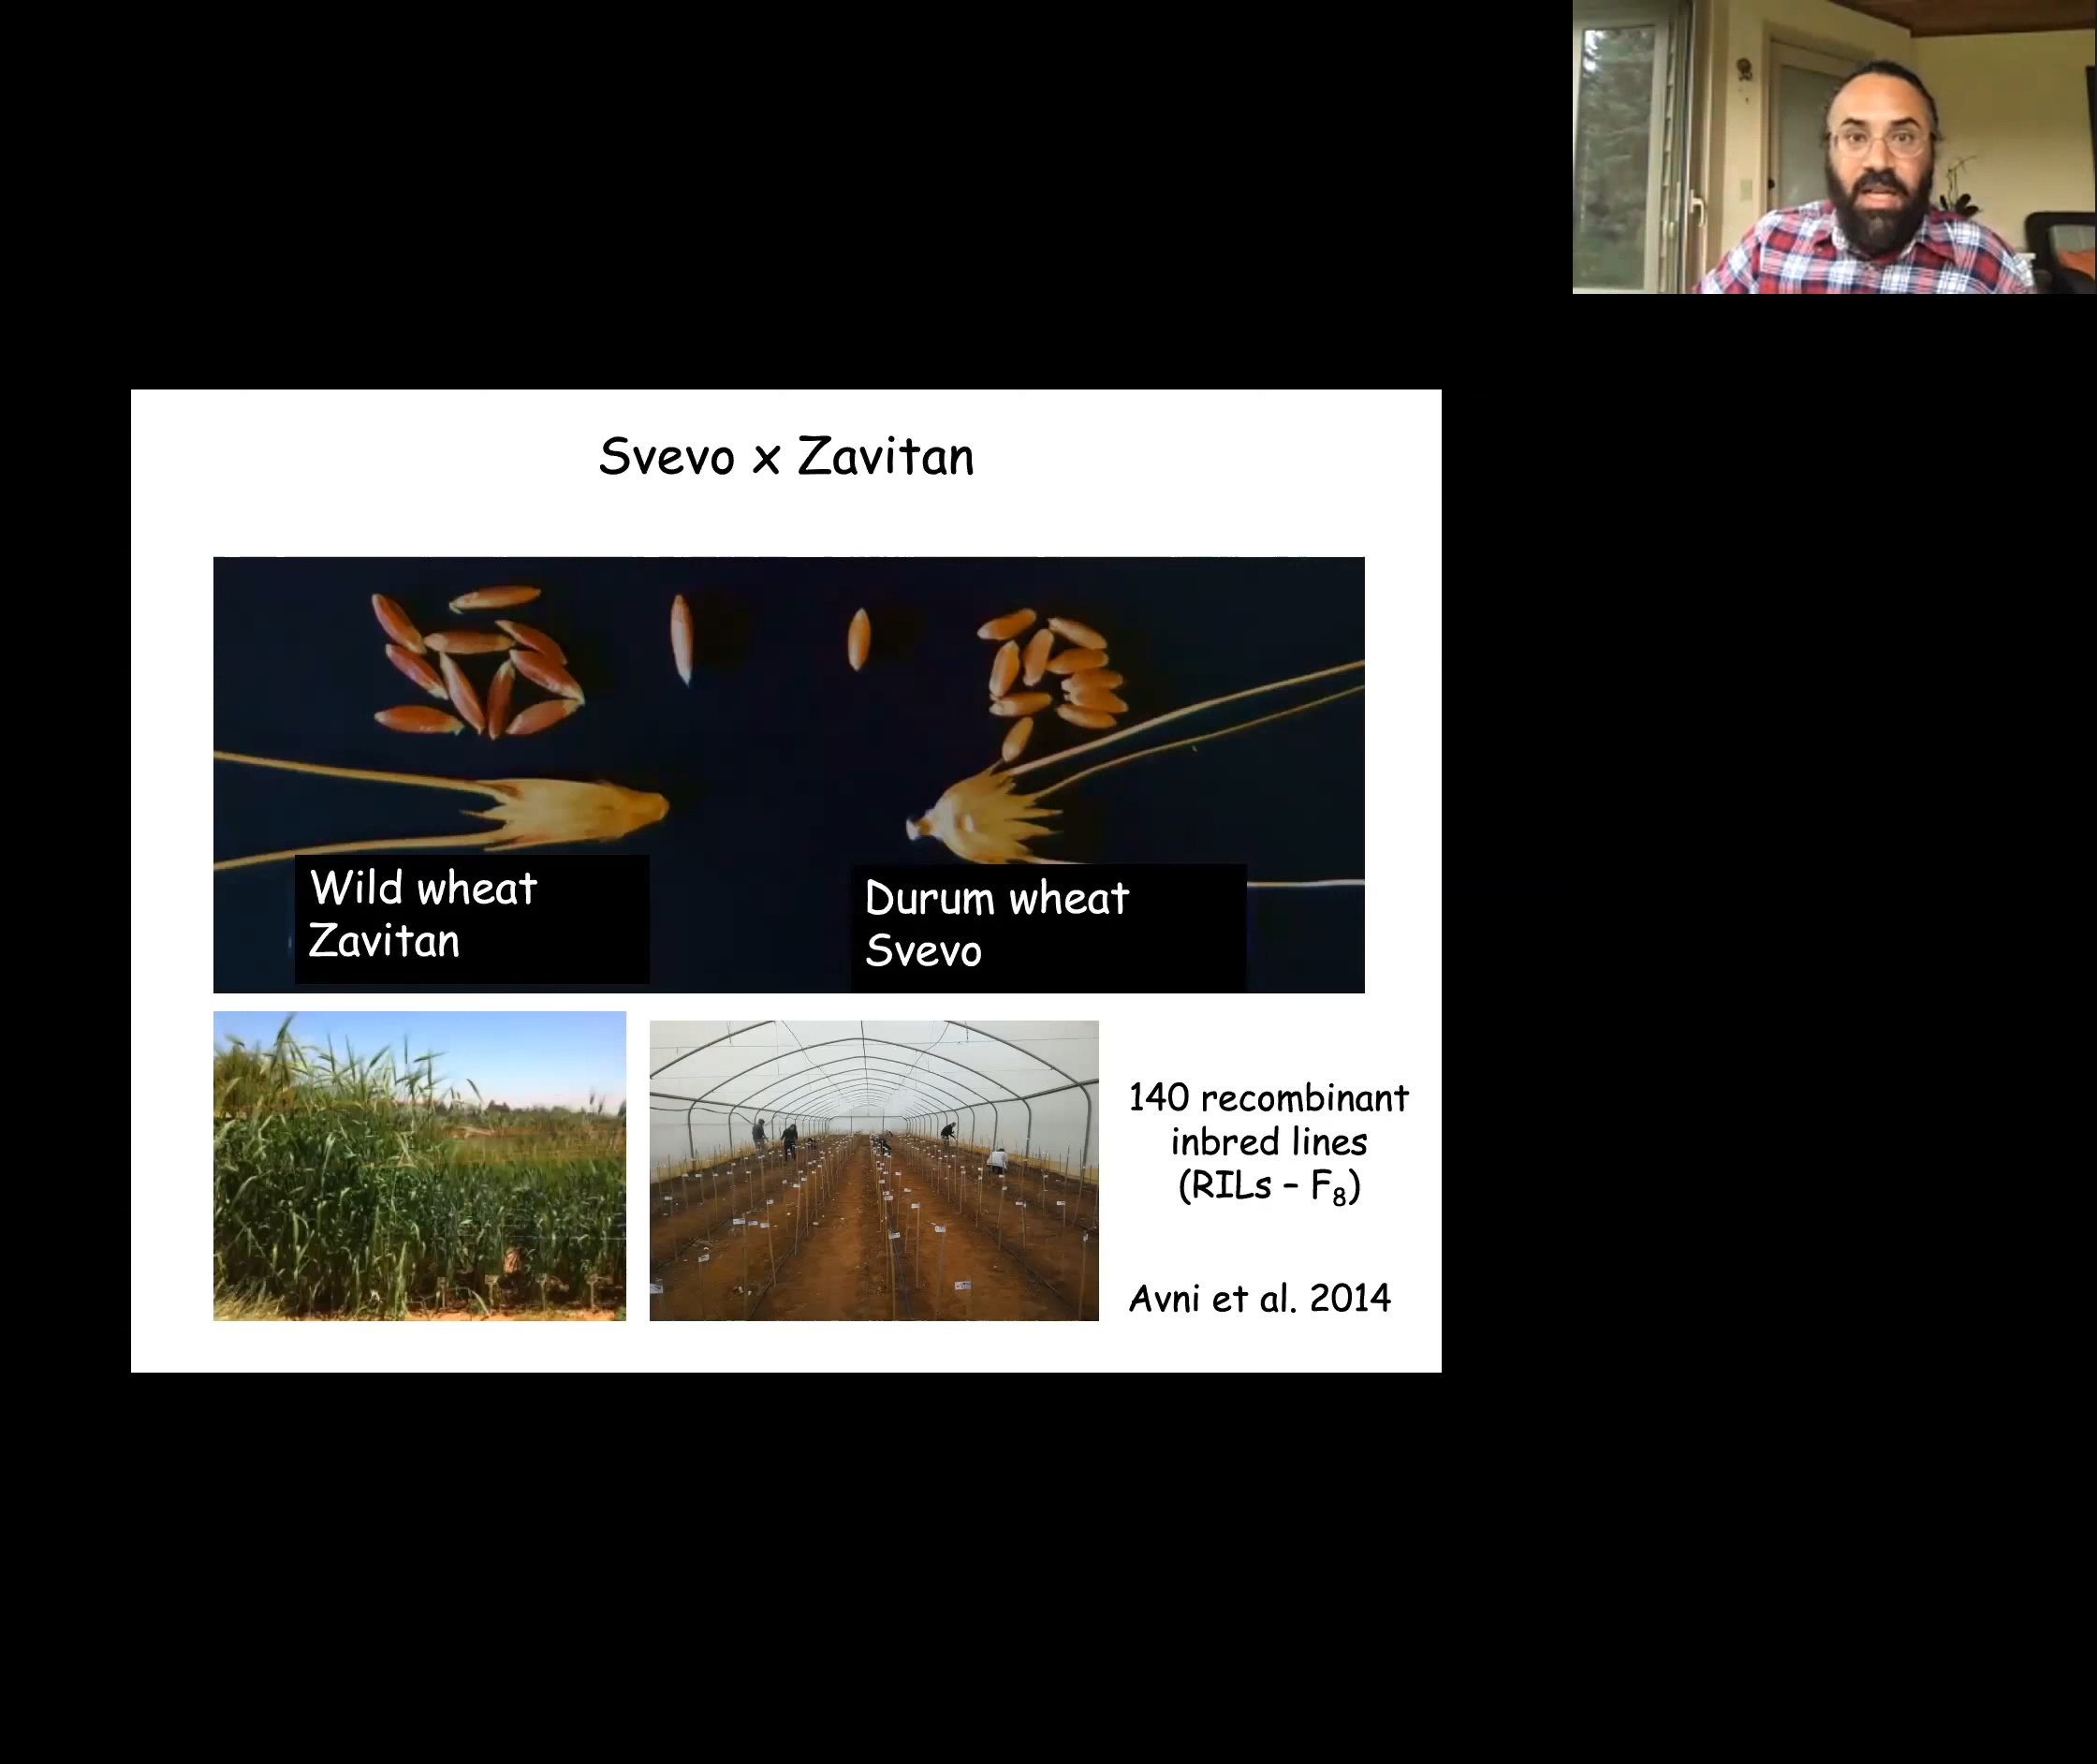 Svevo x Zavitan
Wild wheat
Zavitan
Durum wheat
Svevo
140 recombinant
inbred lines
(RILs – F₈)
Avni et al. 2014